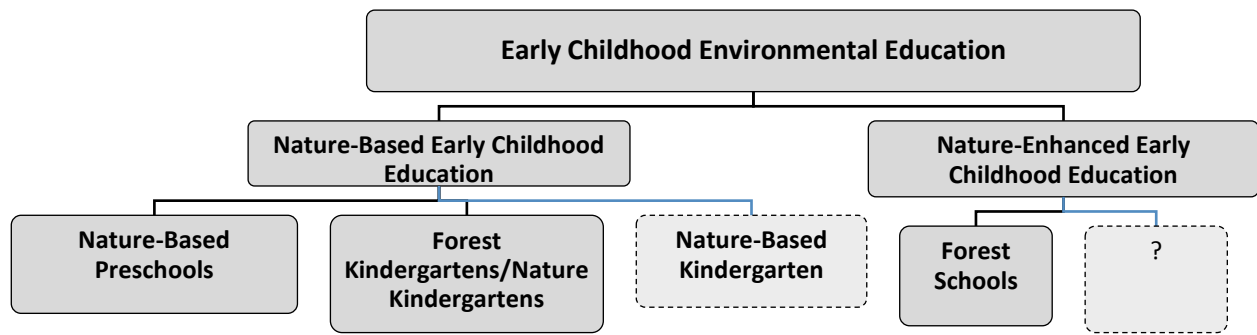 Early Childhood Environmental Education
Nature-Based Early Childhood
Education
Nature-Enhanced Early
Childhood Education
Nature-Based
Preschools
Forest
Kindergartens/Nature
Kindergartens
Nature-Based
Kindergarten
Forest
Schools
?